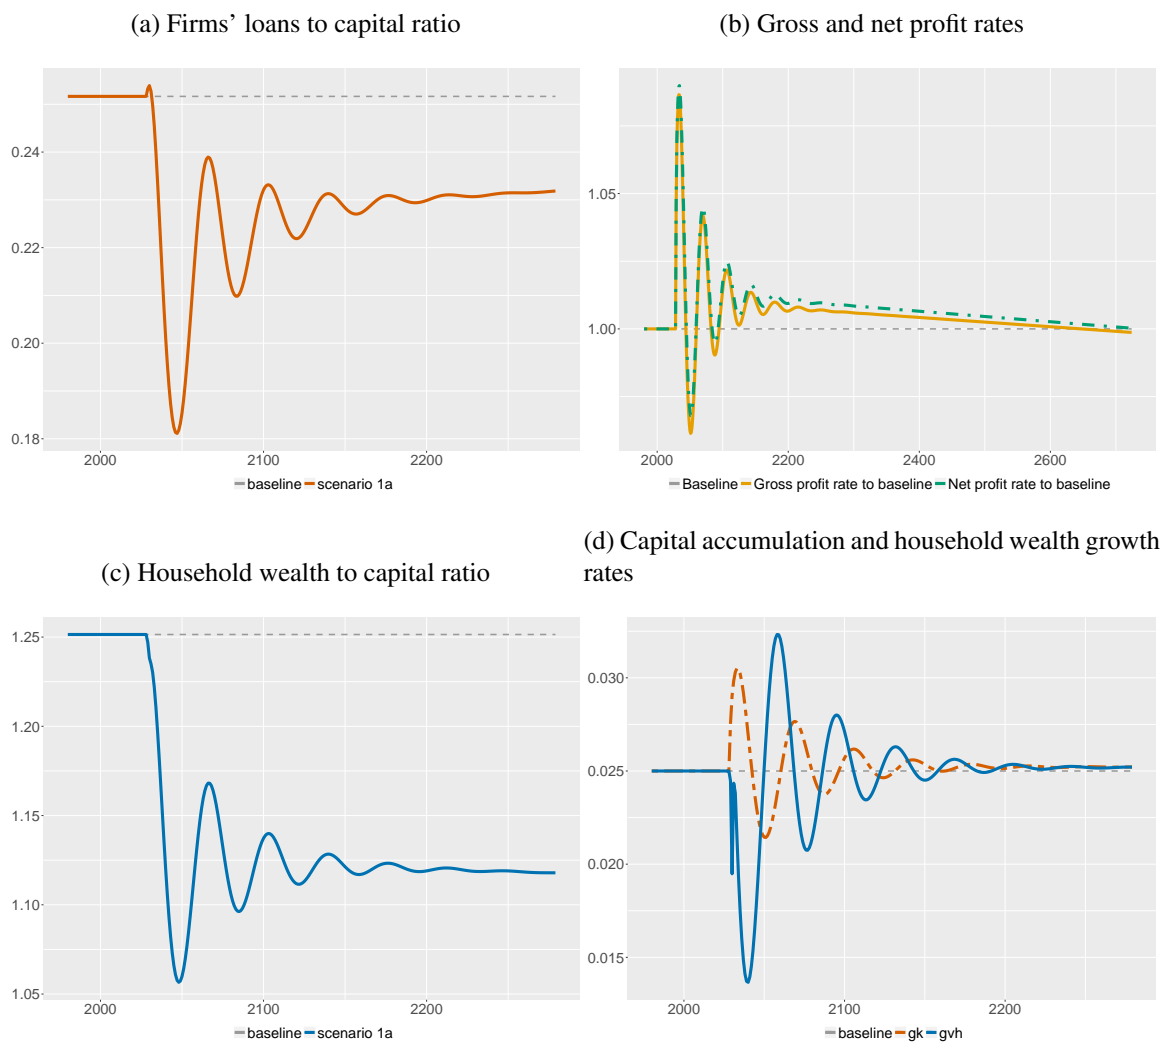 (a) Firms’ loans to capital ratio
0.24
0.22
0.20
0.18
2000 2100 2200
baseline scenario 1a
(b) Gross and net profit rates
1.05
1.00
2000 2200 2400 2600
Baseline Gross profit rate to baseline Net profit rate to baseline
(c) Household wealth to capital ratio
1.25
1.20
1.15
1.10
1.05
2000 2100 2200
baseline scenario 1a
(d) Capital accumulation and household wealth growth
rates
0.030
0.025
0.020
0.015
2000 2100 2200
baseline gk gvh